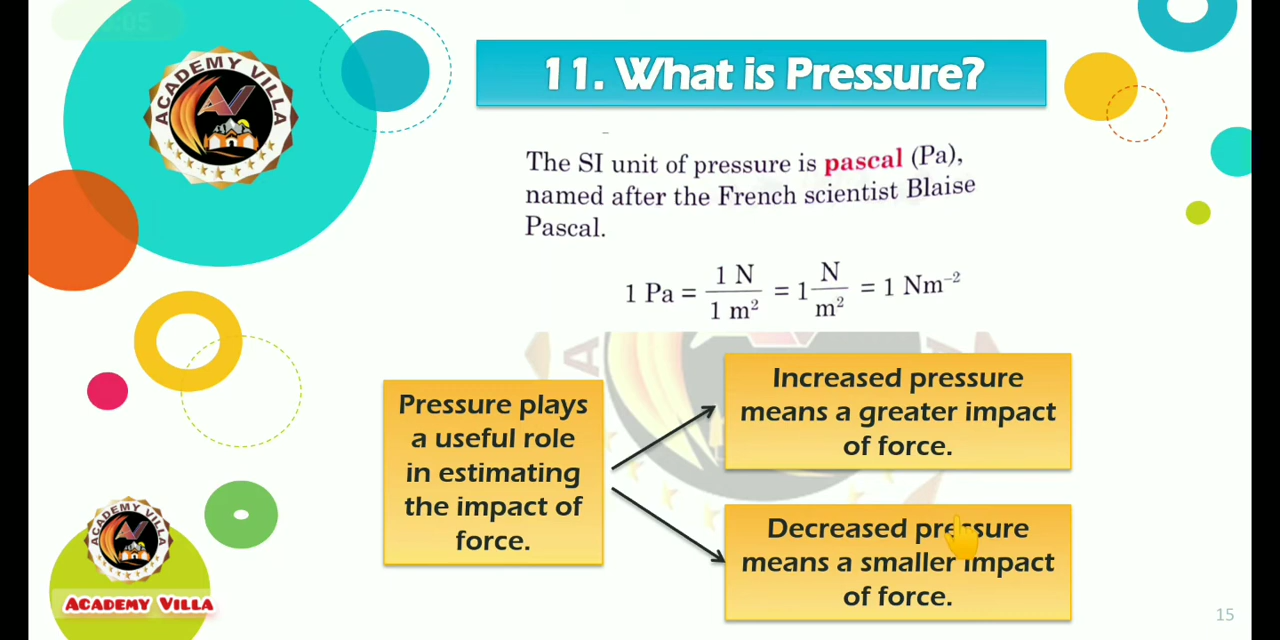 ACADEMY VILLA
11. What is Pressure?
The SI unit of pressure is pascal (Pa),
named after the French scientist Blaise
Pascal.
1 Pa = 1 N / 1 m² = 1 N / m² = 1 Nm⁻²
Pressure plays
a useful role
in estimating
the impact of
force.
Increased pressure
means a greater impact
of force.
Decreased pressure
means a smaller impact
of force.
ACADEMY VILLA
ACADEMY VILLA
15